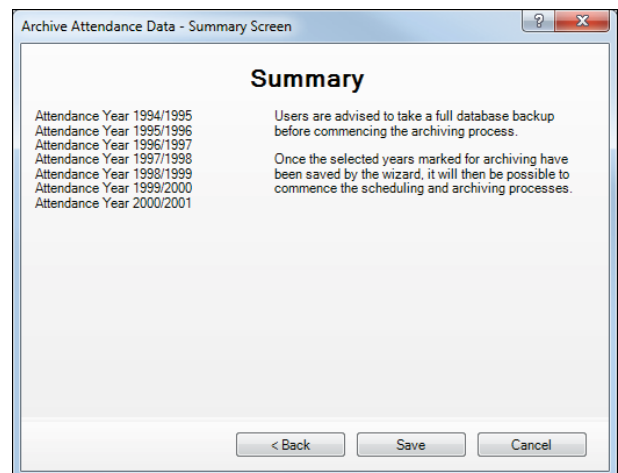 Archive Attendance Data - Summary Screen
?
X
Summary
Attendance Year 1994/1995
Attendance Year 1995/1996
Attendance Year 1996/1997
Attendance Year 1997/1998
Attendance Year 1998/1999
Attendance Year 1999/2000
Attendance Year 2000/2001
Users are advised to take a full database backup
before commencing the archiving process.
Once the selected years marked for archiving have
been saved by the wizard, it will then be possible to
commence the scheduling and archiving processes.
< Back
Save
Cancel